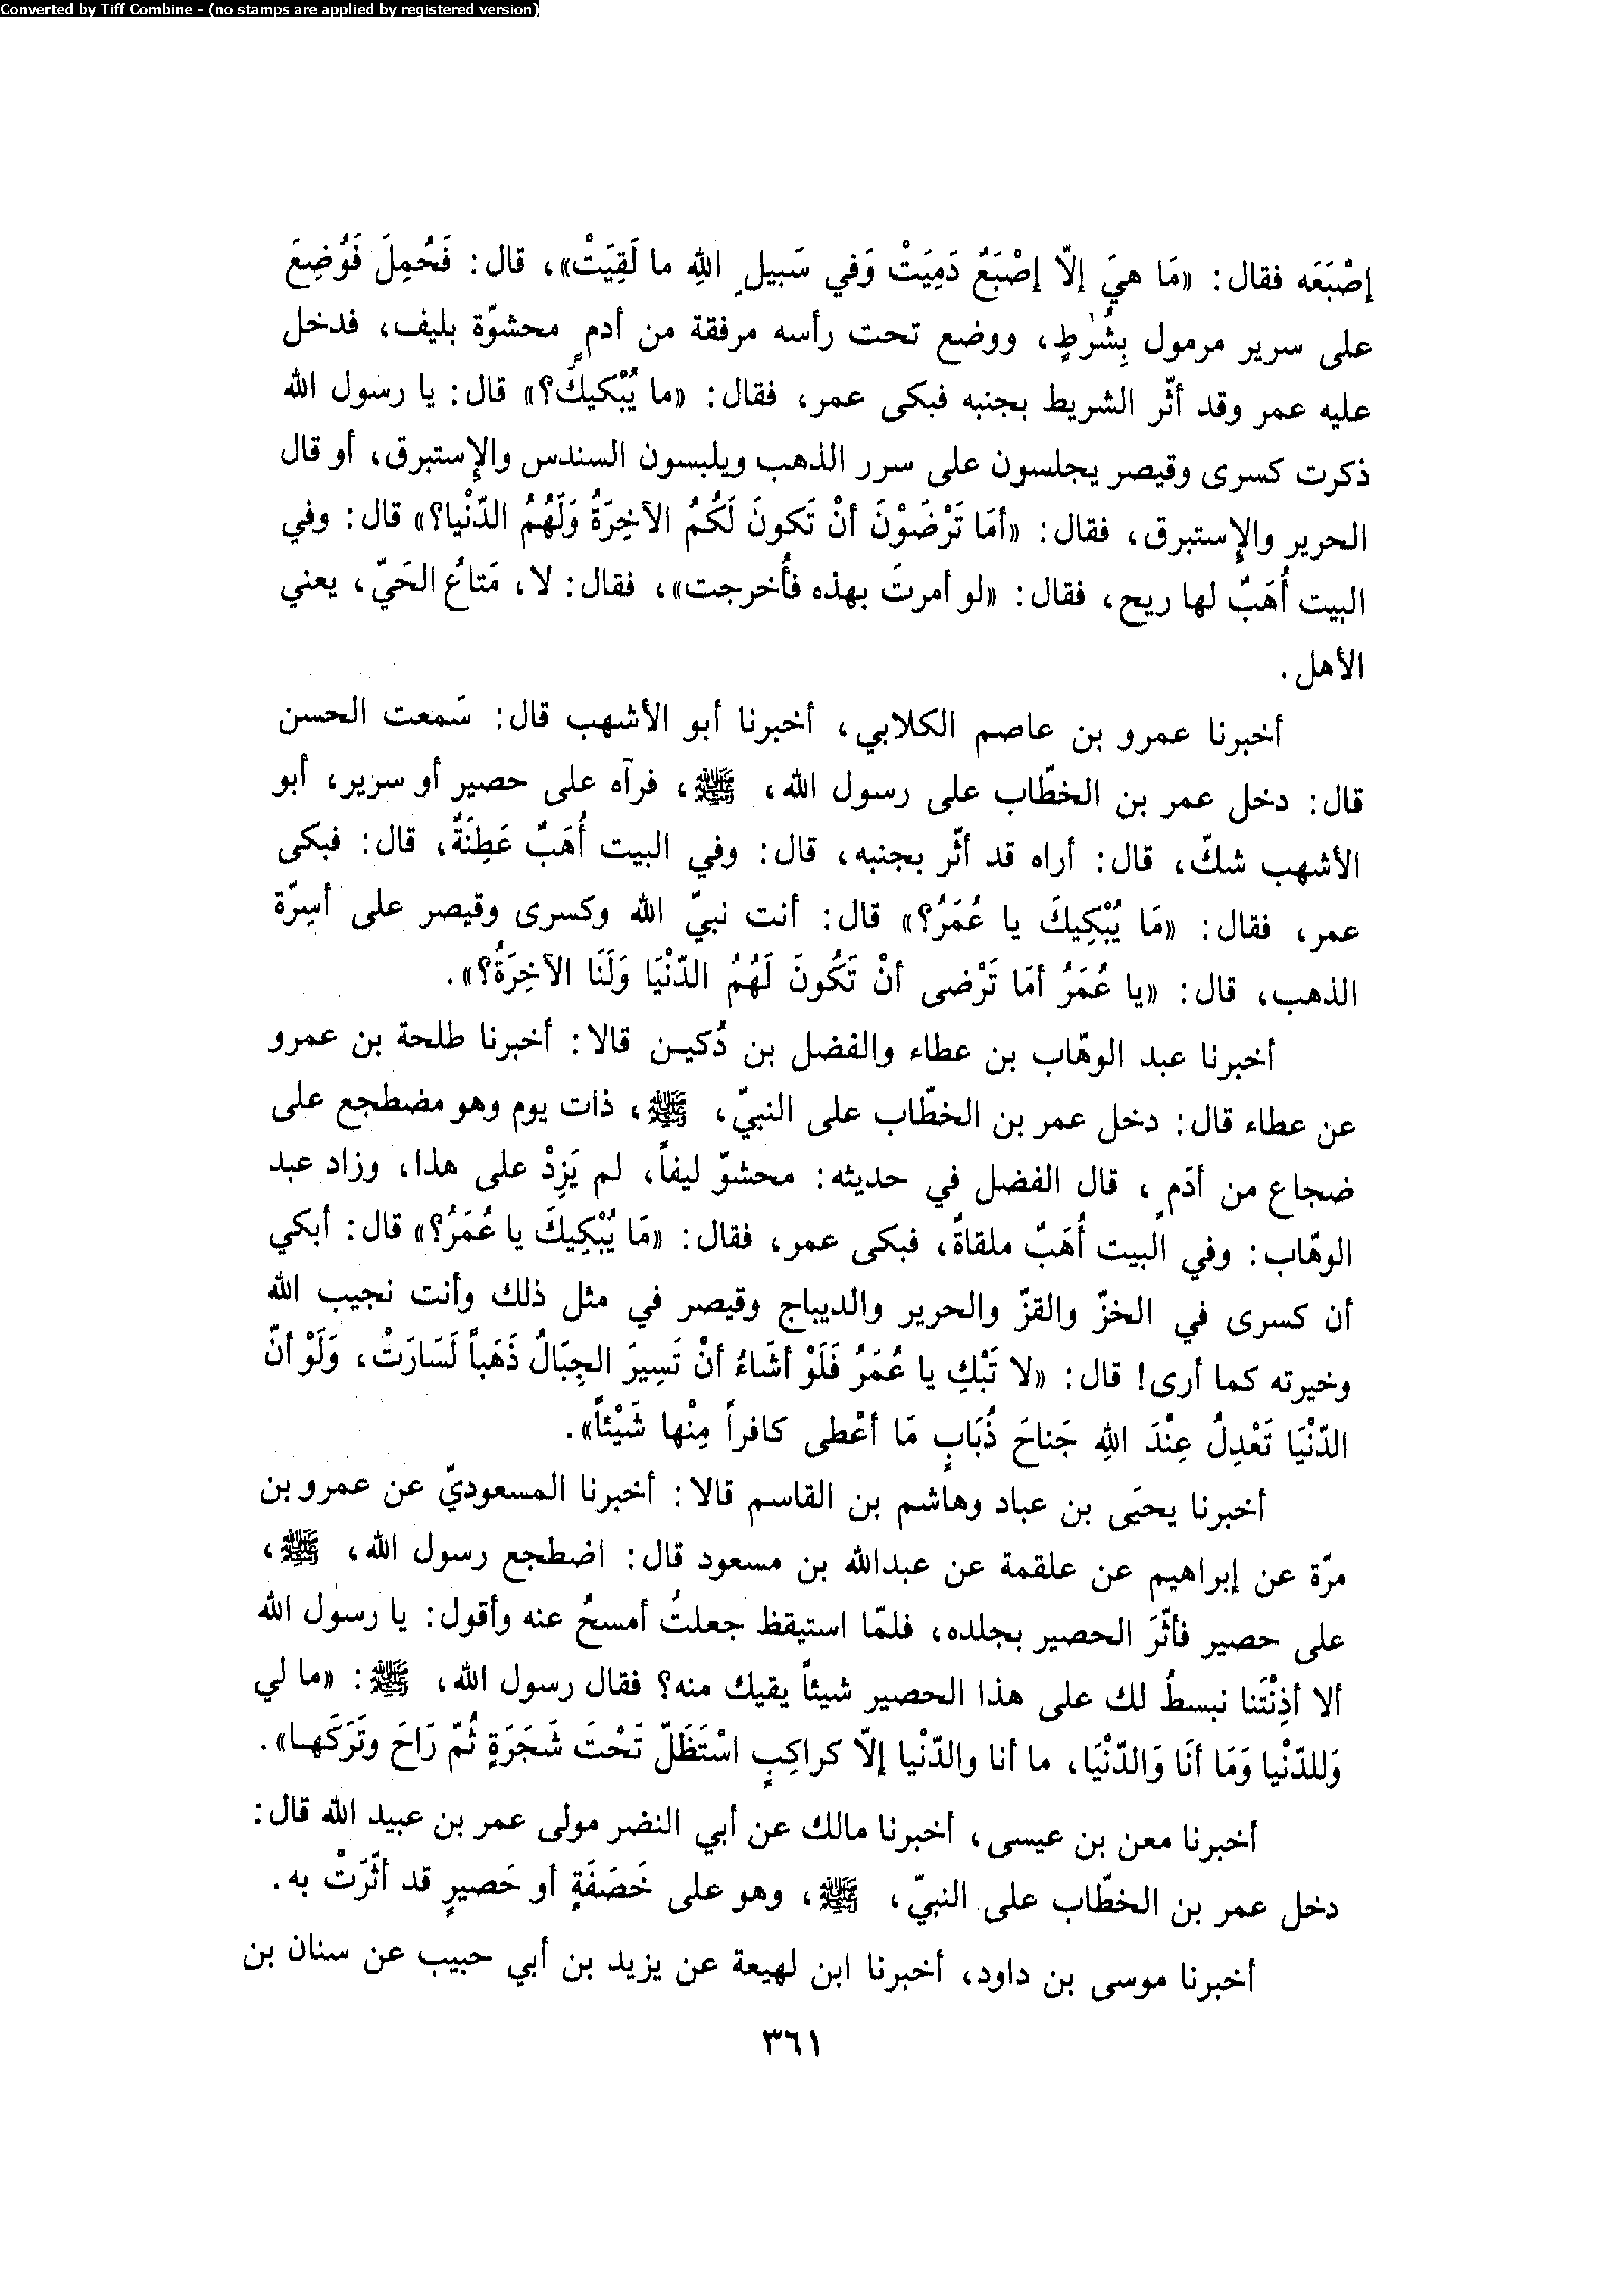 Converted by Tiff Combine - (no stamps are applied by registered version)
إصْبَعَه فقال: «مَا هيَ إلاّ إصْبَعٌ دَمِيَتْ وَفي سَبيلِ اللهِ ما لَقِيَتْ»، قال: فَحُمِلَ فَوُضِعَ
على سرير مرمول بِشُرْطٍ، ووضع تحت رأسه مرفقة من أدمٍ محشوّة بليف، فدخل
عليه عمر وقد أثّر الشريط بجنبه فبكى عمر، فقال: «ما يُبْكيكَ؟» قال: يا رسول الله
ذكرت كسرى وقيصر يجلسون على سرر الذهب ويلبسون السندس والإستبرق، أو قال
الحرير والإستبرق، فقال: «أمَا تَرْضَوْنَ أنْ تَكونَ لَكُمُ الآخِرَةُ وَلَهُمُ الدّنْيا؟» قال: وفي
البيت أُهَبٌ لها ريح، فقال: «لو أمرتَ بهذه فأُخرجت»، فقال: لا، مَتاعُ الحَيّ، يعني
الأهل.
أخبرنا عمرو بن عاصم الكلابي، أخبرنا أبو الأشهب قال: سَمعت الحسن
قال: دخل عمر بن الخطّاب على رسول الله، ﷺ، فرآه على حصيرٍ أو سرير، أبو
الأشهب شكّ، قال: أراه قد أثّر بجنبه، قال: وفي البيت أُهَبٌ عَطِنَةٌ، قال: فبكى
عمر، فقال: «مَا يُبْكِيكَ يا عُمَرُ؟» قال: أنت نبيّ الله وكسرى وقيصر على أسِرّة
الذهب، قال: «يا عُمَرُ أمَا تَرْضى أنْ تَكُونَ لَهُمُ الدّنْيَا وَلَنَا الآخِرَةُ؟».
أخبرنا عبد الوهّاب بن عطاء والفضل بن دُكيـن قالا: أخبرنا طلحة بن عمرو
عن عطاء قال: دخل عمر بن الخطّاب على النبيّ، ﷺ، ذات يوم وهو مضطجع على
ضجاع من أدَمٍ، قال الفضل في حديثه: محشوّ ليفاً، لم يَزِدْ على هذا، وزاد عبد
الوهّاب: وفي البيت أُهَبٌ ملقاةٌ، فبكى عمر، فقال: «مَا يُبْكِيكَ يا عُمَرُ؟» قال: أبكي
أن كسرى في الخزّ والقزّ والحرير والديباج وقيصر في مثل ذلك وأنت نجيب الله
وخيرته كما أرى! قال: «لا تَبْكِ يا عُمَرُ فَلَوْ أشَاءُ أنْ تَسِيرَ الجِبَالُ ذَهَباً لَسَارَتْ، وَلَوْ أنّ
الدّنْيَا تَعْدِلُ عِنْدَ اللهِ جَناحَ ذُبَابٍ مَا أعْطى كافراً مِنْها شَيْئاً».
أخبرنا يحيَى بن عباد وهاشم بن القاسم قالا: أخبرنا المسعوديّ عن عمرو بن
مرّة عن إبراهيم عن علقمة عن عبدالله بن مسعود قال: اضطجع رسول الله، ﷺ،
على حصير فأثّرَ الحصير بجلده، فلمّا استيقظ جعلتُ أمسحُ عنه وأقول: يا رسول الله
ألا أذِنْتَنا نبسطُ لك على هذا الحصير شيئاً يقيك منه؟ فقال رسول الله، ﷺ: «ما لي
وَللدّنْيا وَمَا أنَا وَالدّنْيَا، ما أنا والدّنْيا إلاّ كراكِبٍ اسْتَظَلّ تَحْتَ شَجَرَةٍ ثُمّ رَاحَ وتَرَكَهـا».
أخبرنا معن بن عيسى، أخبرنا مالك عن أبي النضر مولى عمر بن عبيد الله قال:
دخل عمر بن الخطّاب على النبيّ، ﷺ، وهو على خَصَفَةٍ أو حَصيرٍ قد أثّرَتْ به.
أخبرنا موسى بن داود، أخبرنا ابن لهيعة عن يزيد بن أبي حبيب عن سنان بن
٣٦١